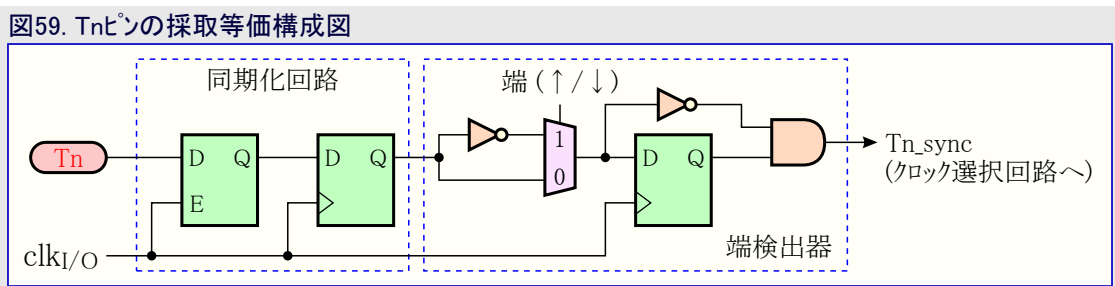 図59. Tnピンの採取等価構成図
同期化回路
端 (↑/↓)
Tn
D Q
E
D Q
1
0
D Q
Tn_sync
(クロック選択回路へ)
clkI/O
端検出器